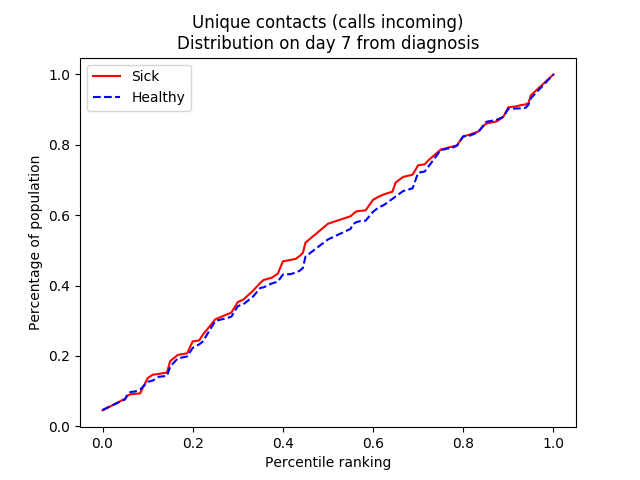 Unique contacts (calls incoming)
Distribution on day 7 from diagnosis
Sick
Healthy
Percentage of population
1.0
0.8
0.6
0.4
0.2
0.0
0.0 0.2 0.4 0.6 0.8 1.0
Percentile ranking